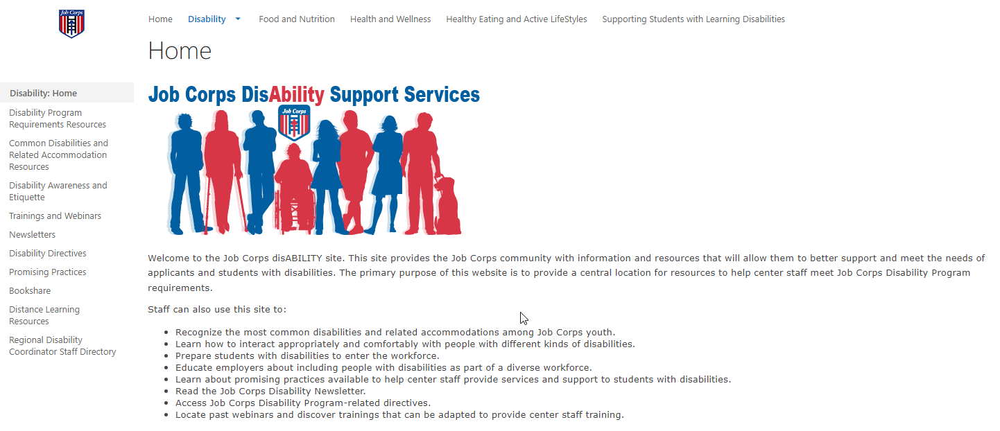 Job Corps
Home Disability Food and Nutrition Health and Wellness Healthy Eating and Active LifeStyles Supporting Students with Learning Disabilities
Home
Disability: Home
Disability Program
Requirements Resources
Common Disabilities and
Related Accommodation
Resources
Disability Awareness and
Etiquette
Trainings and Webinars
Newsletters
Disability Directives
Promising Practices
Bookshare
Distance Learning
Resources
Regional Disability
Coordinator Staff Directory
Job Corps DisAbility Support Services
Job Corps
Welcome to the Job Corps disABILITY site. This site provides the Job Corps community with information and resources that will allow them to better support and meet the needs of
applicants and students with disabilities. The primary purpose of this website is to provide a central location for resources to help center staff meet Job Corps Disability Program
requirements.
Staff can also use this site to:
• Recognize the most common disabilities and related accommodations among Job Corps youth.
• Learn how to interact appropriately and comfortably with people with different kinds of disabilities.
• Prepare students with disabilities to enter the workforce.
• Educate employers about including people with disabilities as part of a diverse workforce.
• Learn about promising practices available to help center staff provide services and support to students with disabilities.
• Read the Job Corps Disability Newsletter.
• Access Job Corps Disability Program-related directives.
• Locate past webinars and discover trainings that can be adapted to provide center staff training.